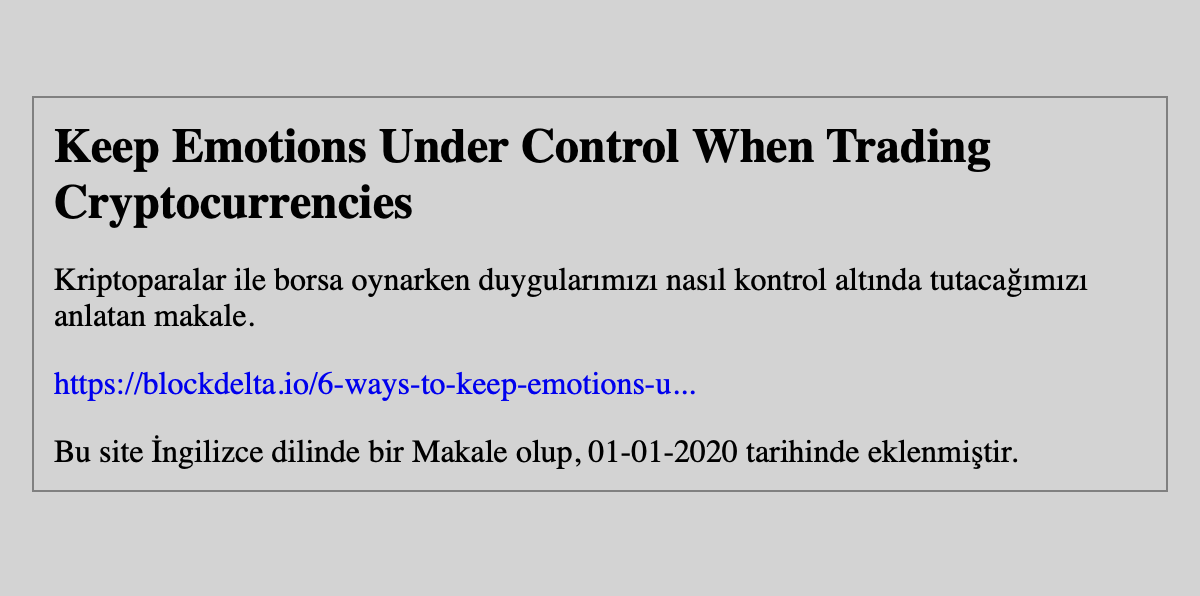 Keep Emotions Under Control When Trading
Cryptocurrencies
Kriptoparalar ile borsa oynarken duygularımızı nasıl kontrol altında tutacağımızı
anlatan makale.
https://blockdelta.io/6-ways-to-keep-emotions-u...
Bu site İngilizce dilinde bir Makale olup, 01-01-2020 tarihinde eklenmiştir.